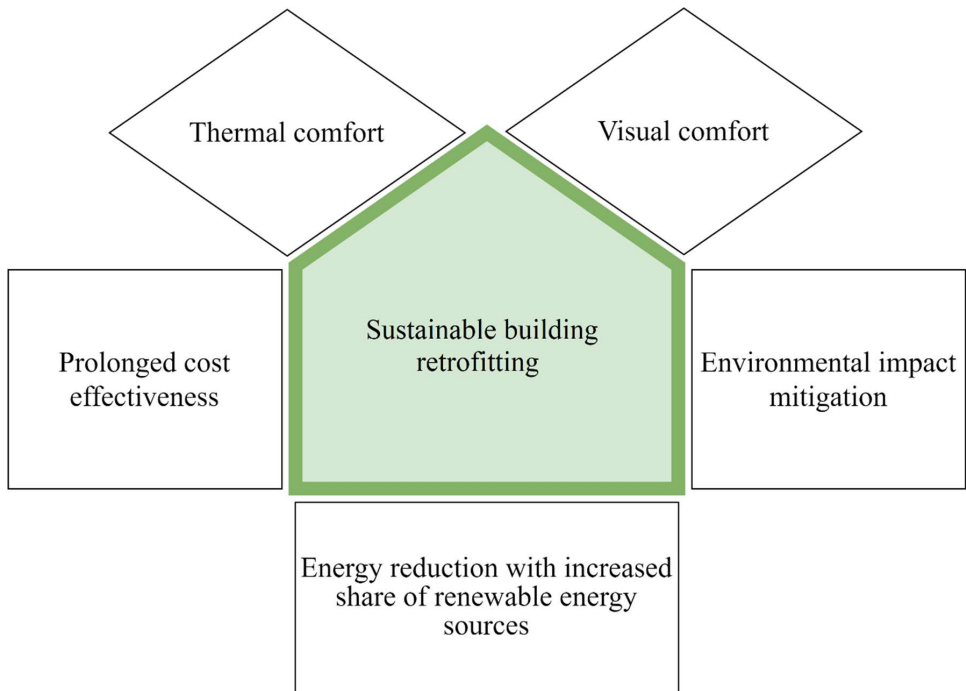 Thermal comfort
Visual comfort
Sustainable building
retrofitting
Prolonged cost
effectiveness
Environmental impact
mitigation
Energy reduction with increased
share of renewable energy
sources